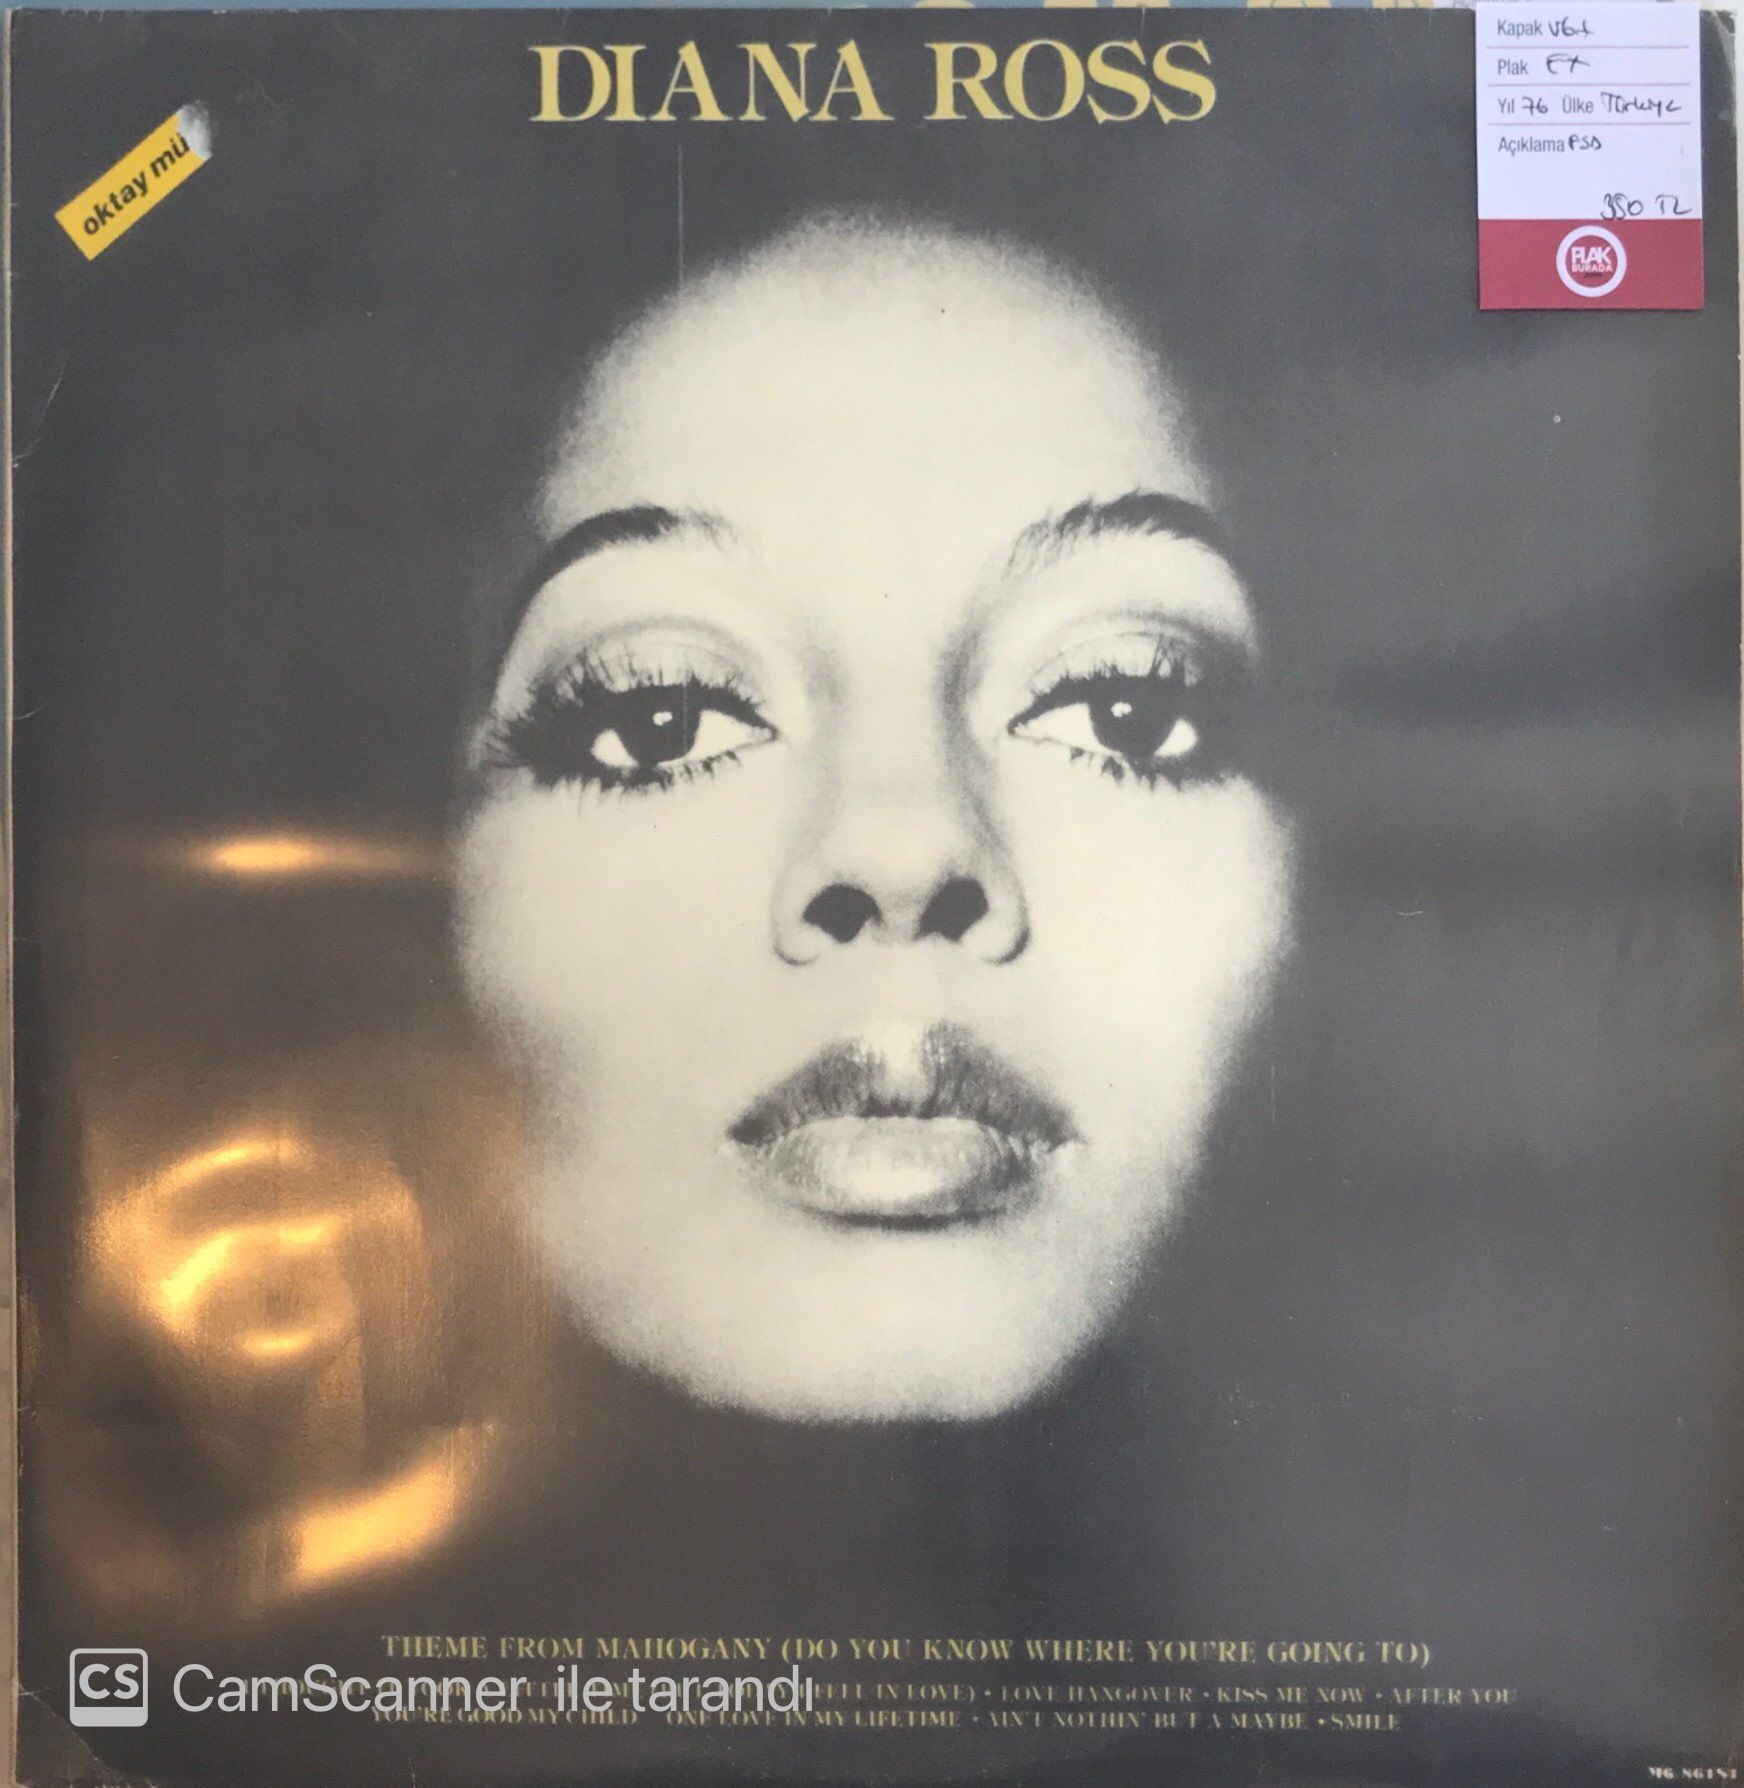 DIANA ROSS
oktay mü
Kapak VG+
Plak EX
Yıl 76 Ülke Türkiye
Açıklama
350 TL
PLAK
BURADA
THEME FROM MAHOGANY (DO YOU KNOW WHERE YOU'RE GOING TO)
FELL IN LOVE) • LOVE HANGOVER • KISS ME NOW • AFTER YOU
YOU'RE GOOD MY CHILD ONE LOVE IN MY LIFETIME • AIN'T NOTHIN' BUT A MAYBE • SMILE
CS CamScanner ile tarandı